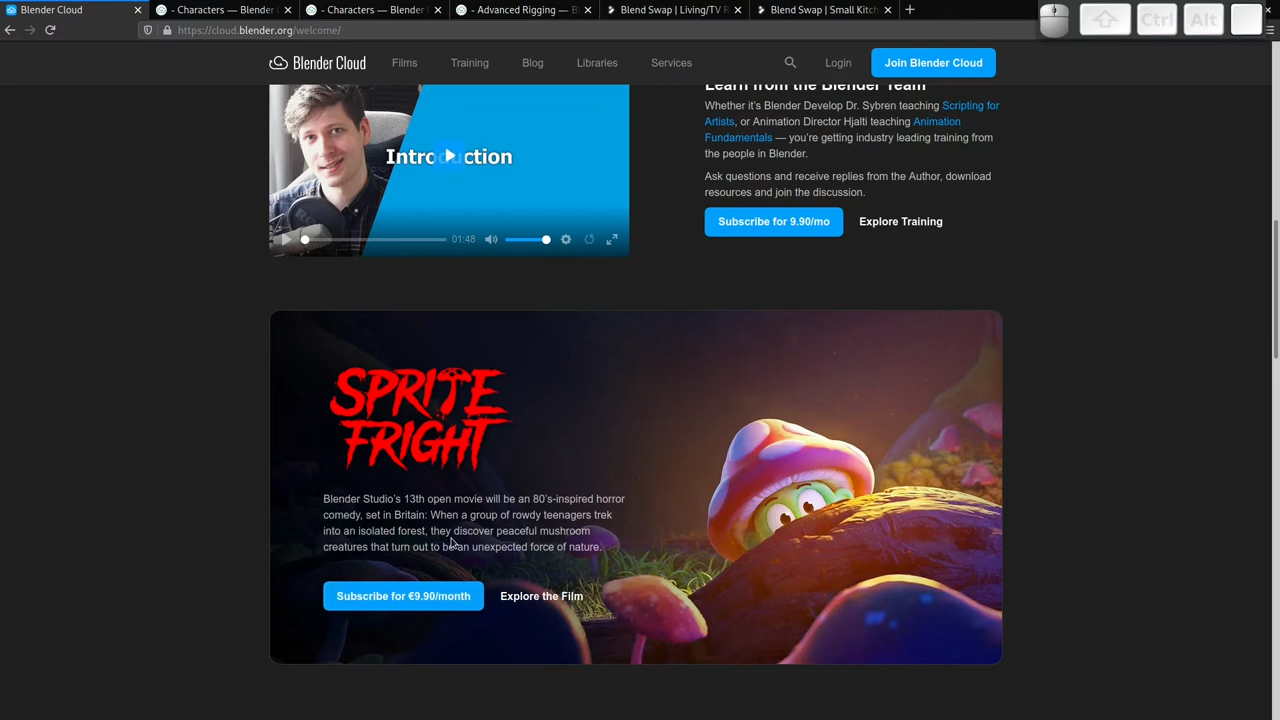 Blender Cloud
- Characters — Blender C
- Characters — Blender
- Advanced Rigging — B
Blend Swap | Living/TV R
Blend Swap | Small Kitch
Ctrl
Alt
https://cloud.blender.org/welcome/
Blender Cloud
Films
Training
Blog
Libraries
Services
Login
Join Blender Cloud
Learn from the Blender Team
Introduction
Whether it's Blender Develop Dr. Sybren teaching Scripting for
Artists, or Animation Director Hjalti teaching Animation
Fundamentals — you're getting industry leading training from
the people in Blender.
Ask questions and receive replies from the Author, download
resources and join the discussion.
Subscribe for 9.90/mo
Explore Training
01:48
SPRITE
FRIGHT
Blender Studio's 13th open movie will be an 80's-inspired horror
comedy, set in Britain: When a group of rowdy teenagers trek
into an isolated forest, they discover peaceful mushroom
creatures that turn out to be an unexpected force of nature.
Subscribe for €9.90/month
Explore the Film